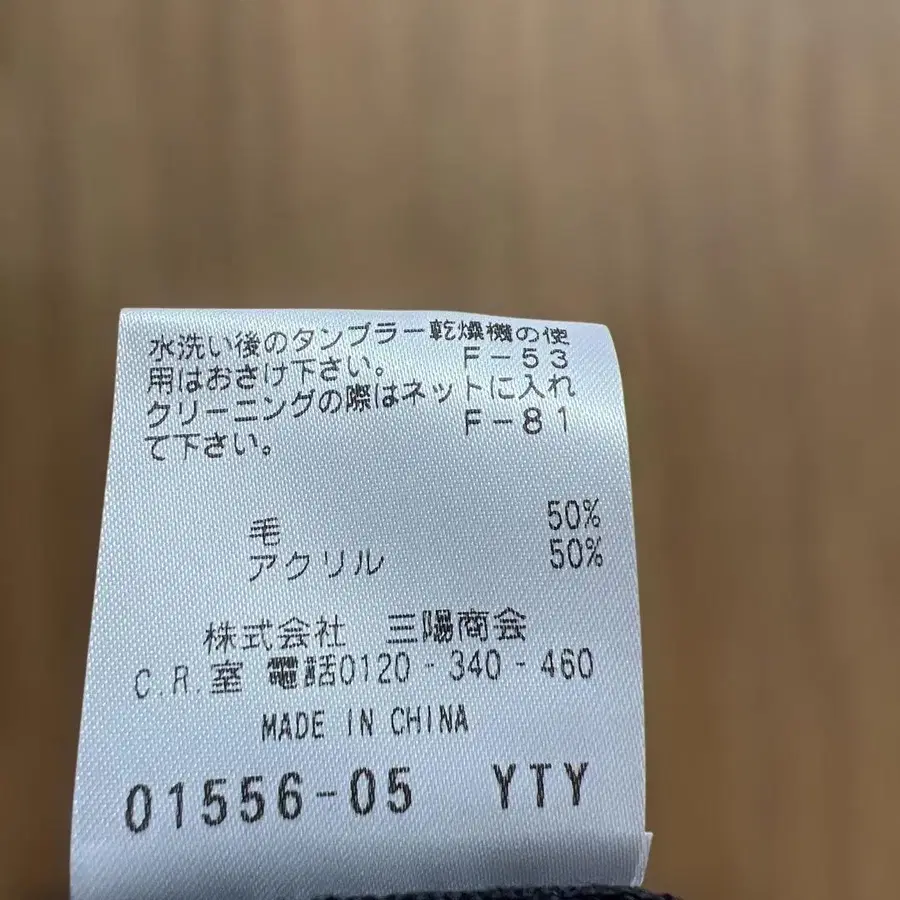 水洗い後のタンブラー乾燥機の使
用はおさけ下さい。 F-53
クリーニングの際はネットに入れ
て下さい。 F-81
毛 50%
アクリル 50%
株式会社 三陽商会
C.R.室 電話0120-340-460
MADE IN CHINA
01556-05 YTY